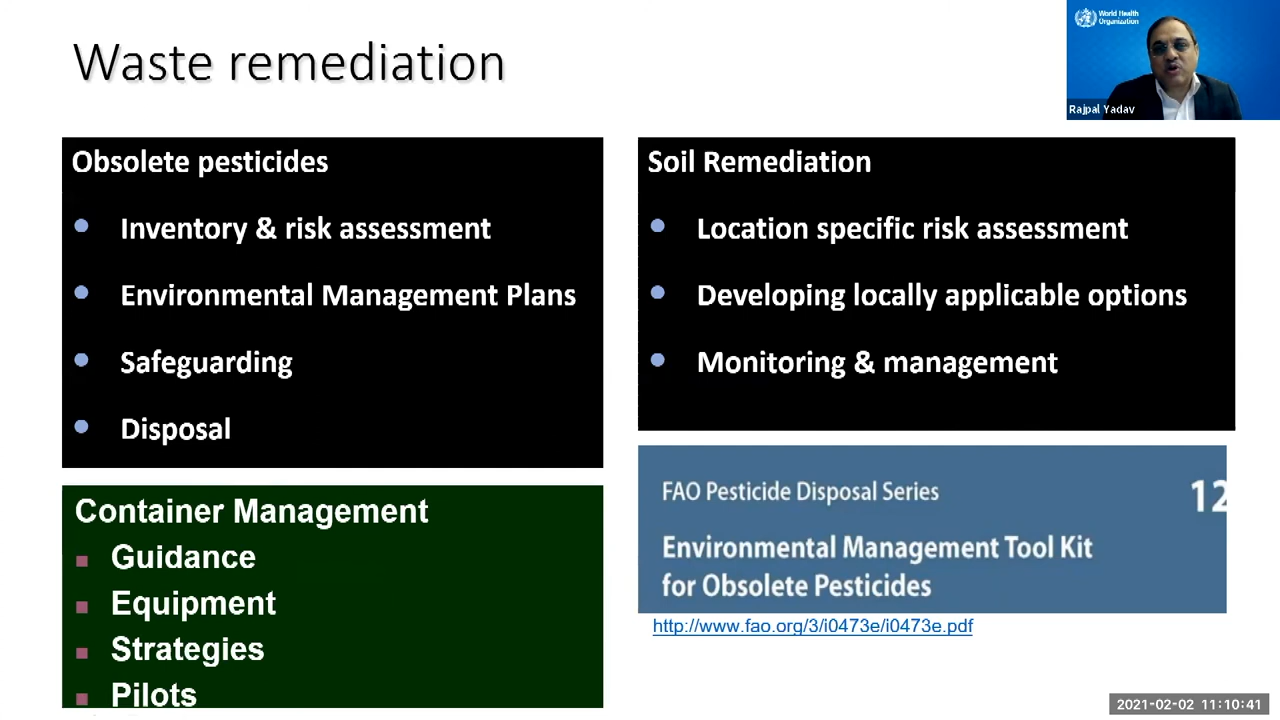 Waste remediation
World Health
Organization
Rajpal Yadav
Obsolete pesticides
Inventory & risk assessment
Environmental Management Plans
Safeguarding
Disposal
Soil Remediation
Location specific risk assessment
Developing locally applicable options
Monitoring & management
Container Management
Guidance
Equipment
Strategies
Pilots
FAO Pesticide Disposal Series
12
Environmental Management Tool Kit
for Obsolete Pesticides
http://www.fao.org/3/i0473e/i0473e.pdf
2021-02-02 11:10:41